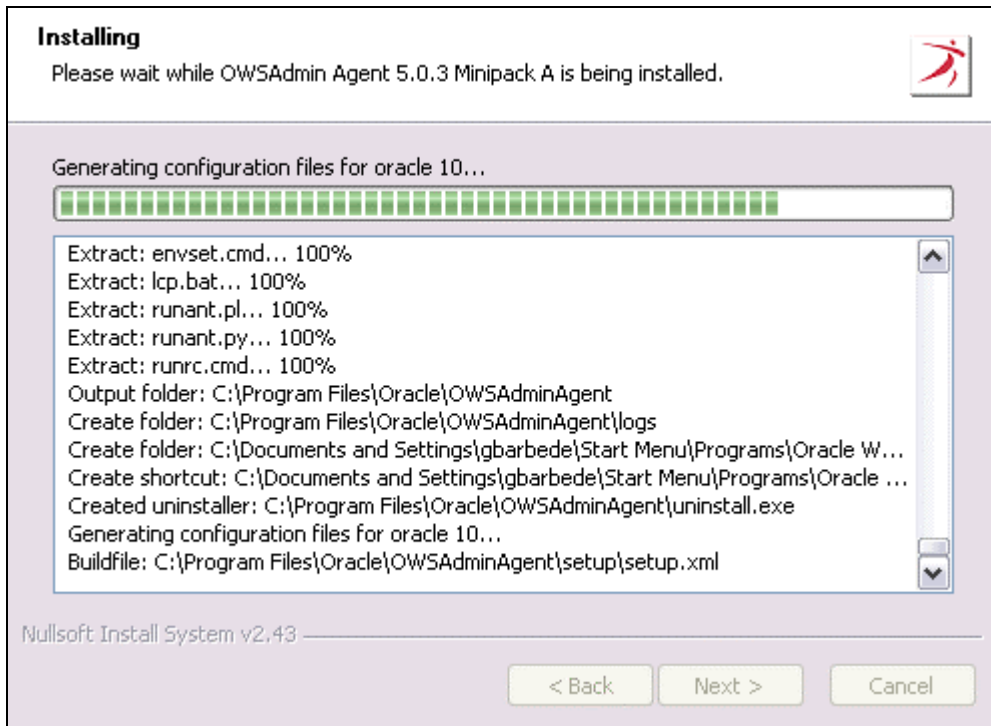 Installing
Please wait while OWSAdmin Agent 5.0.3 Minipack A is being installed.
Generating configuration files for oracle 10...
Extract: envset.cmd... 100%
Extract: lcp.bat... 100%
Extract: runant.pl... 100%
Extract: runant.py... 100%
Extract: runrc.cmd... 100%
Output folder: C:\Program Files\Oracle\OWSAdminAgent
Create folder: C:\Program Files\Oracle\OWSAdminAgent\logs
Create folder: C:\Documents and Settings\gbarbede\Start Menu\Programs\Oracle W...
Create shortcut: C:\Documents and Settings\gbarbede\Start Menu\Programs\Oracle ...
Created uninstaller: C:\Program Files\Oracle\OWSAdminAgent\uninstall.exe
Generating configuration files for oracle 10...
Buildfile: C:\Program Files\Oracle\OWSAdminAgent\setup\setup.xml
Nullsoft Install System v2.43
< Back Next > Cancel